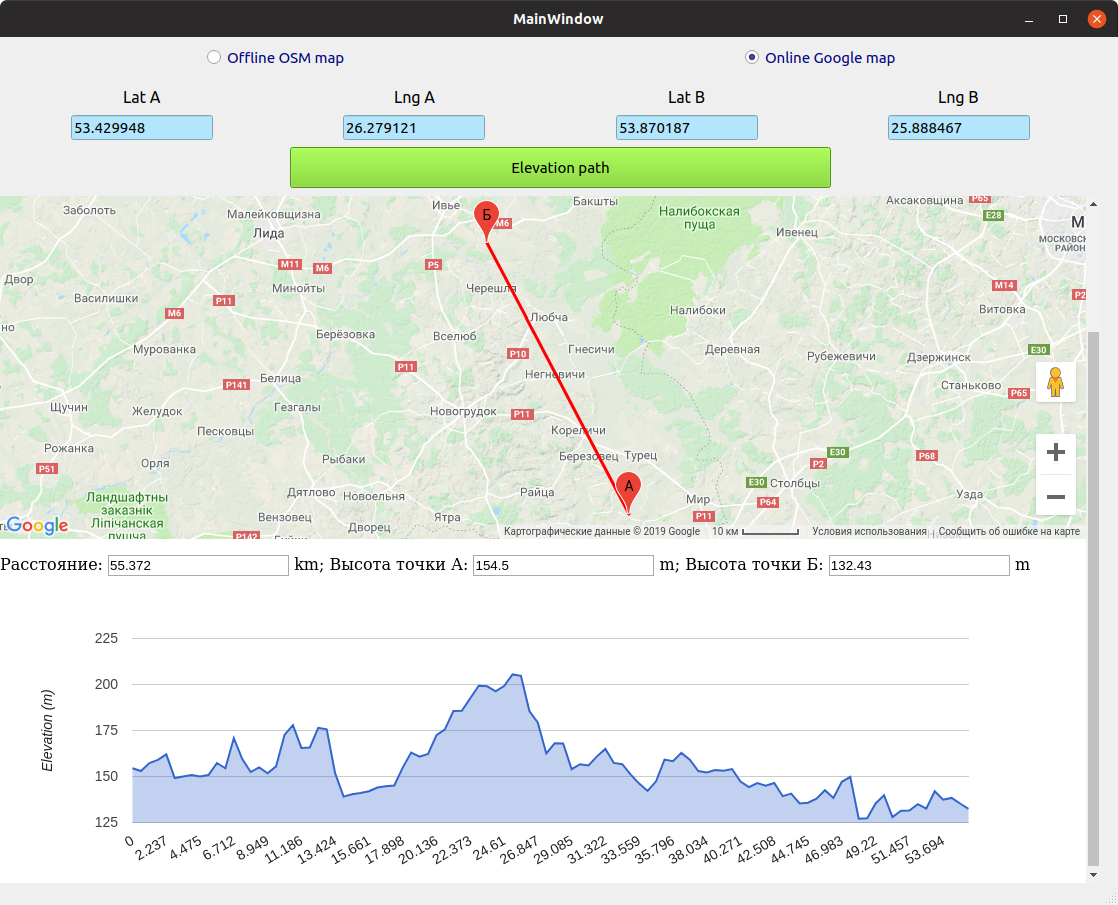 MainWindow
Offline OSM map Online Google map
Lat A Lng A Lat B Lng B
53.429948 26.279121 53.870187 25.888467
Elevation path
Заболоть Малейковщизна Ивье Бакшты Налибокская Аксаковщина P65
Б M6 пуща E28 М
Лида Ивенец МОСКОВСК
РАЙОН
M11 M6 P5
Двор Минойты Черешля M14 P2
Василишки P11 Любча Налибоки Витовка
но M6 Берёзовка Вселюб
Мурованка P10 Гнесичи Деревная Рубежевичи Дзержинск E30
P11 Негневичи
P141 Белица Станьково P65
Щучин Желудок Гезгалы Новогрудок P11
Песковцы Кореличи
Рожанка Рыбаки Березовец Турец E30 P68
P51 Орля P2
Ландшафтны Дятлово Новоельня Райца А Мир E30 Столбцы Узда
заказнік P64
Ліпічанская Вензовец Ятра P11
пушча P142 Дворец
Google Картографические данные © 2019 Google 10 км Условия использования Сообщить об ошибке на карте
Расстояние: 55.372 km; Высота точки А: 154.5 m; Высота точки Б: 132.43 m
225
200
175
150
125
Elevation (m)
0 2.237 4.475 6.712 8.949 11.186 13.424 15.661 17.898 20.136 22.373 24.61 26.847 29.085 31.322 33.559 35.796 38.034 40.271 42.508 44.745 46.983 49.22 51.457 53.694